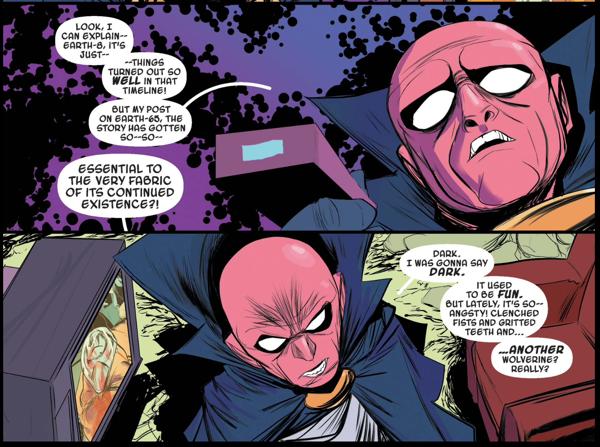 LOOK, I
CAN EXPLAIN--
EARTH-8, IT'S
JUST--
--THINGS
TURNED OUT SO
WELL IN THAT
TIMELINE!
BUT MY POST
ON EARTH-65, THE
STORY HAS GOTTEN
SO--SO--
ESSENTIAL TO
THE VERY FABRIC
OF ITS CONTINUED
EXISTENCE?!
DARK.
I WAS GONNA SAY
DARK.
IT USED
TO BE FUN.
BUT LATELY, IT'S SO--
ANGSTY! CLENCHED
FISTS AND GRITTED
TEETH AND...
...ANOTHER
WOLVERINE?
REALLY?